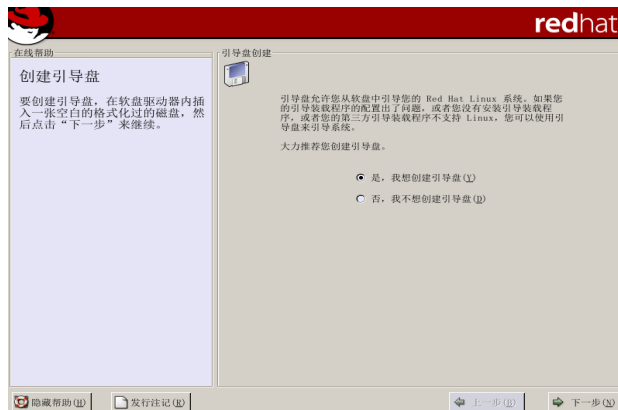 redhat
在线帮助
创建引导盘
要创建引导盘，在软盘驱动器内插
入一张空白的格式化过的磁盘，然
后点击“下一步”来继续。
引导盘创建
引导盘允许您从软盘中引导您的 Red Hat Linux 系统。如果您
的引导装载程序的配置出了问题，或者您没有安装引导装载程
序，或者您的第三方引导装载程序不支持 Linux，您可以使用引
导盘来引导系统。
大力推荐您创建引导盘。
是，我想创建引导盘(Y)
否，我不想创建引导盘(D)
隐藏帮助(H)
发行注记(R)
上一步(B)
下一步(N)